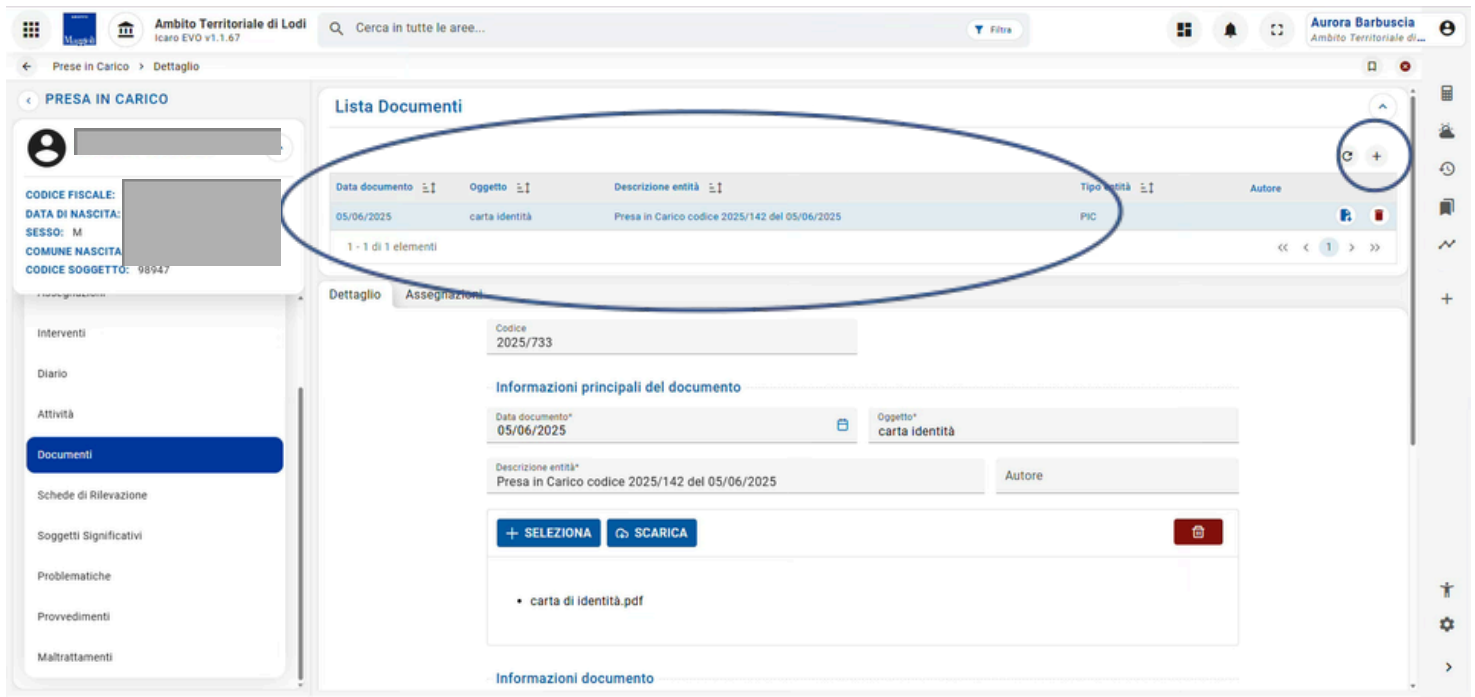 Maggioli
Ambito Territoriale di Lodi
Icaro EVO v1.1.67
Cerca in tutte le aree...
Filtra
Aurora Barbuscia
Ambito Territoriale di...
Prese in Carico > Dettaglio
PRESA IN CARICO
CODICE FISCALE:
DATA DI NASCITA:
SESSO: M
COMUNE NASCITA
CODICE SOGGETTO: 98947
Assegnazioni
Interventi
Diario
Attività
Documenti
Schede di Rilevazione
Soggetti Significativi
Problematiche
Provvedimenti
Maltrattamenti
Lista Documenti
Data documento Oggetto Descrizione entità Tipo entità Autore
05/06/2025 carta identità Presa in Carico codice 2025/142 del 05/06/2025 PIC
1 - 1 di 1 elementi << < 1 > >>
Dettaglio Assegnazioni
Codice
2025/733
Informazioni principali del documento
Data documento*
05/06/2025
Oggetto*
carta identità
Descrizione entità*
Presa in Carico codice 2025/142 del 05/06/2025
Autore
+ SELEZIONA SCARICA
• carta di identità.pdf
Informazioni documento